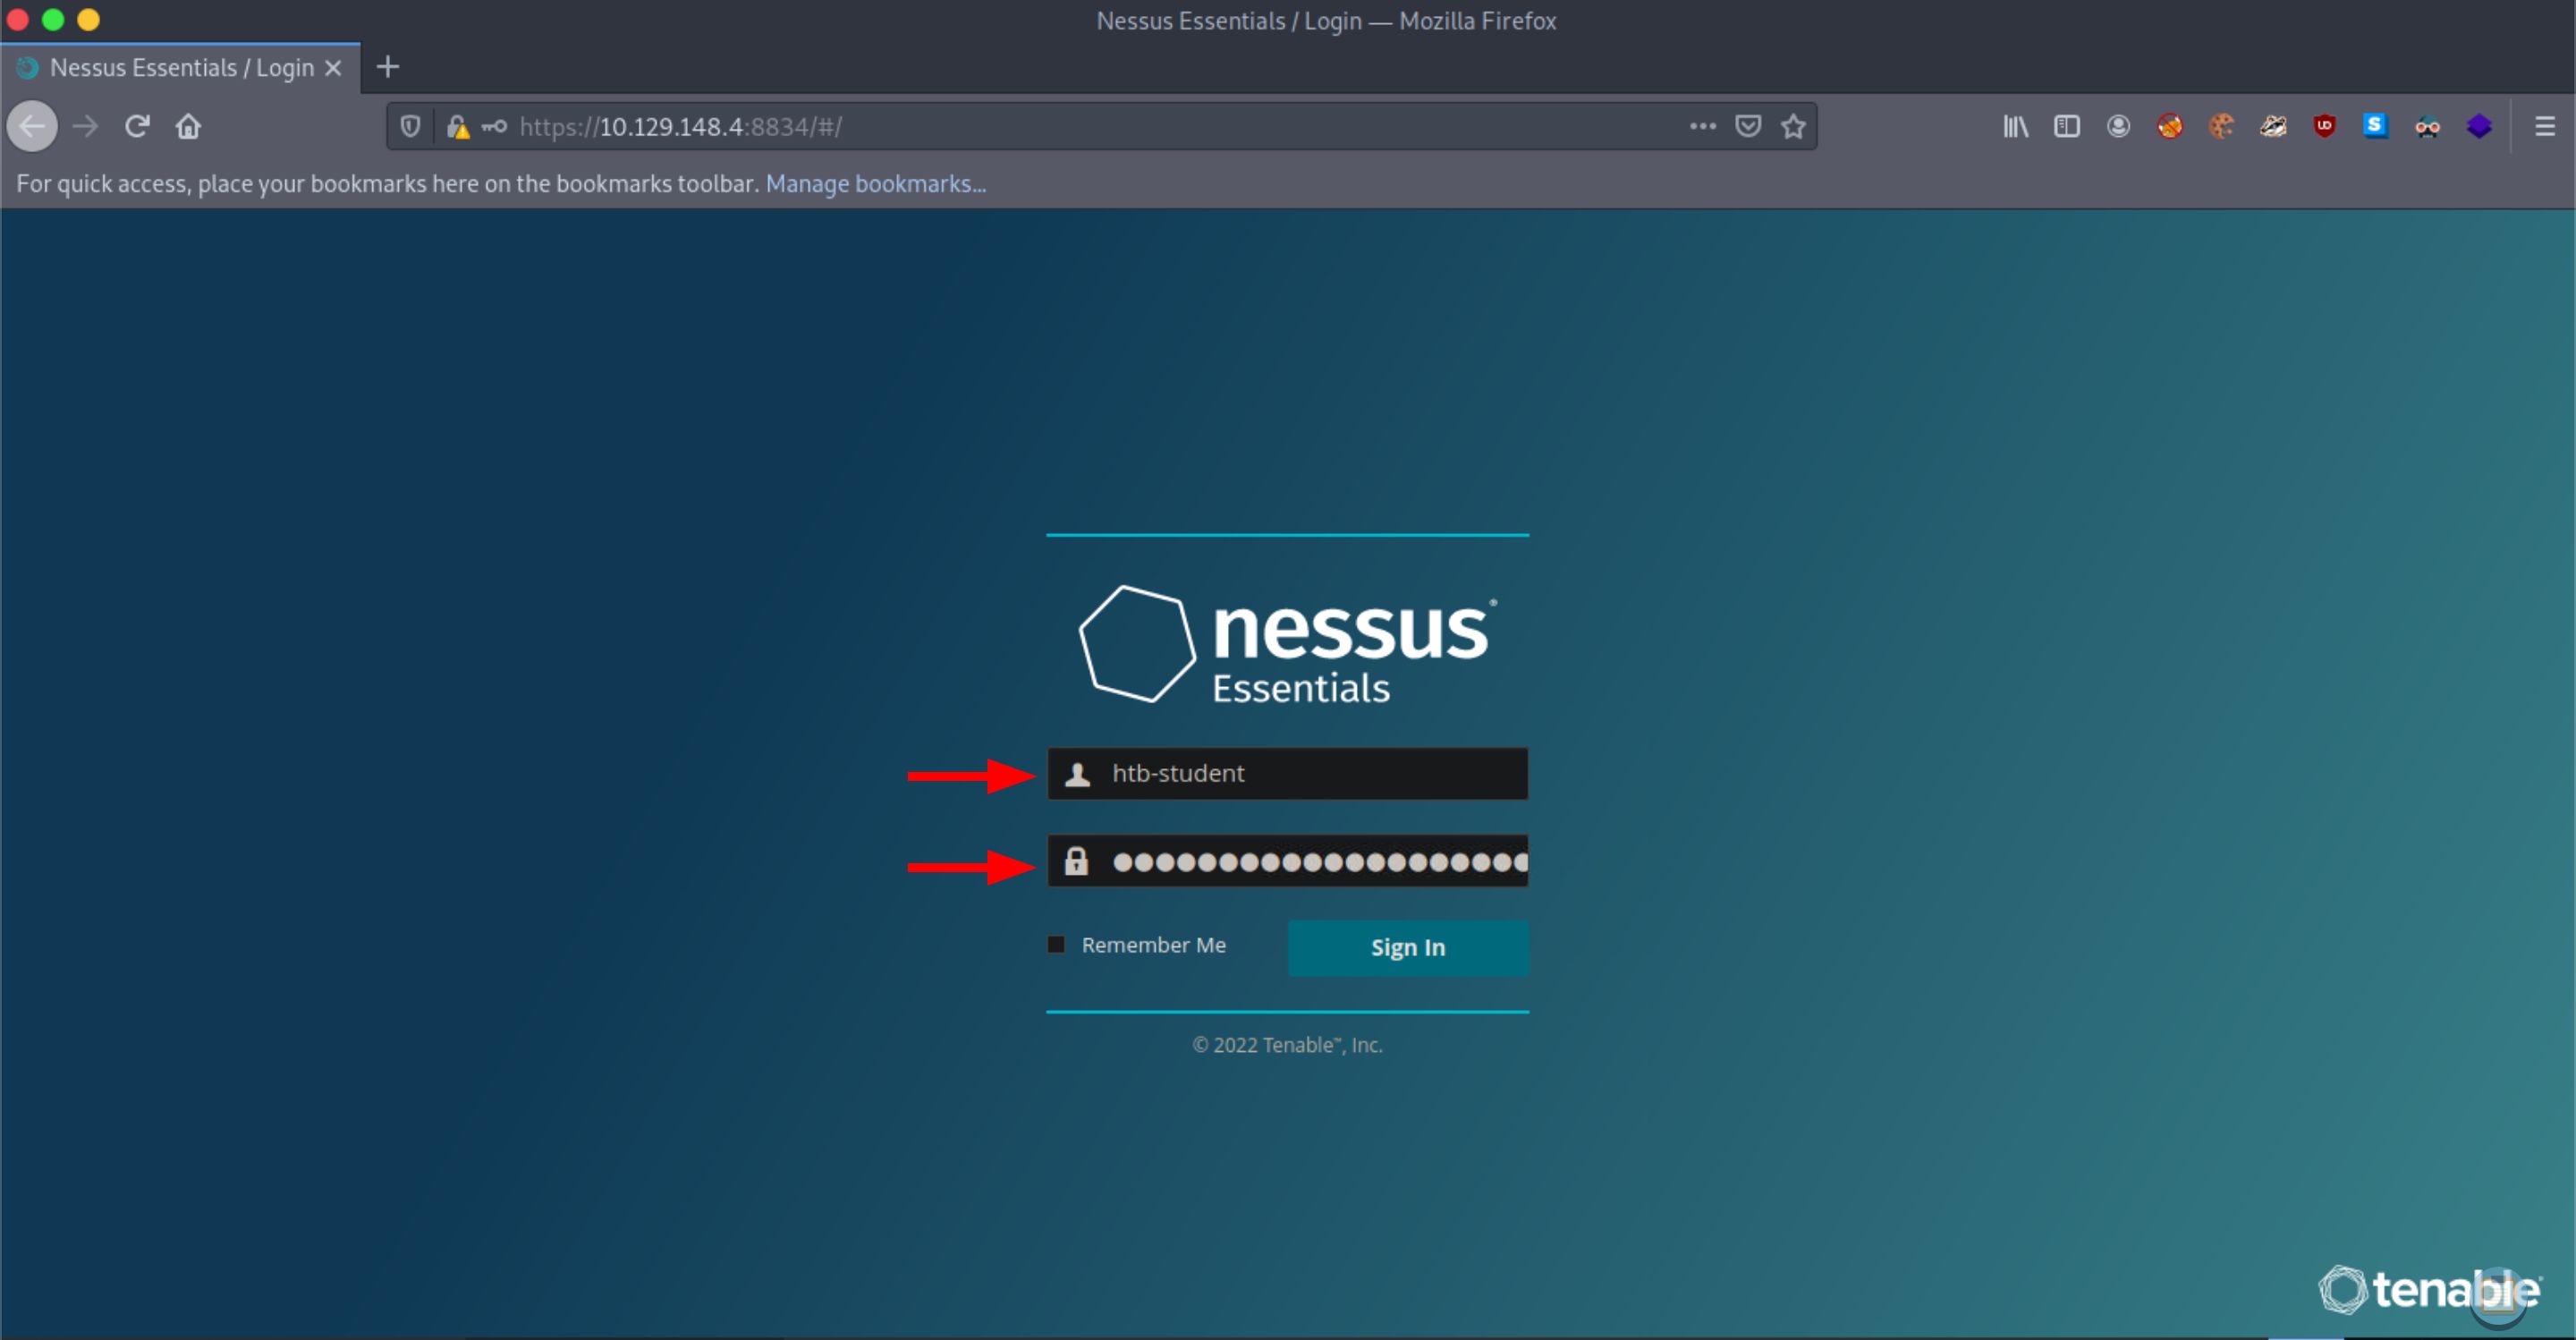 Nessus Essentials / Login — Mozilla Firefox
Nessus Essentials / Login
https://10.129.148.4:8834/#/
For quick access, place your bookmarks here on the bookmarks toolbar. Manage bookmarks...
nessus®
Essentials
htb-student
Remember Me
Sign In
© 2022 Tenable™, Inc.
tenable